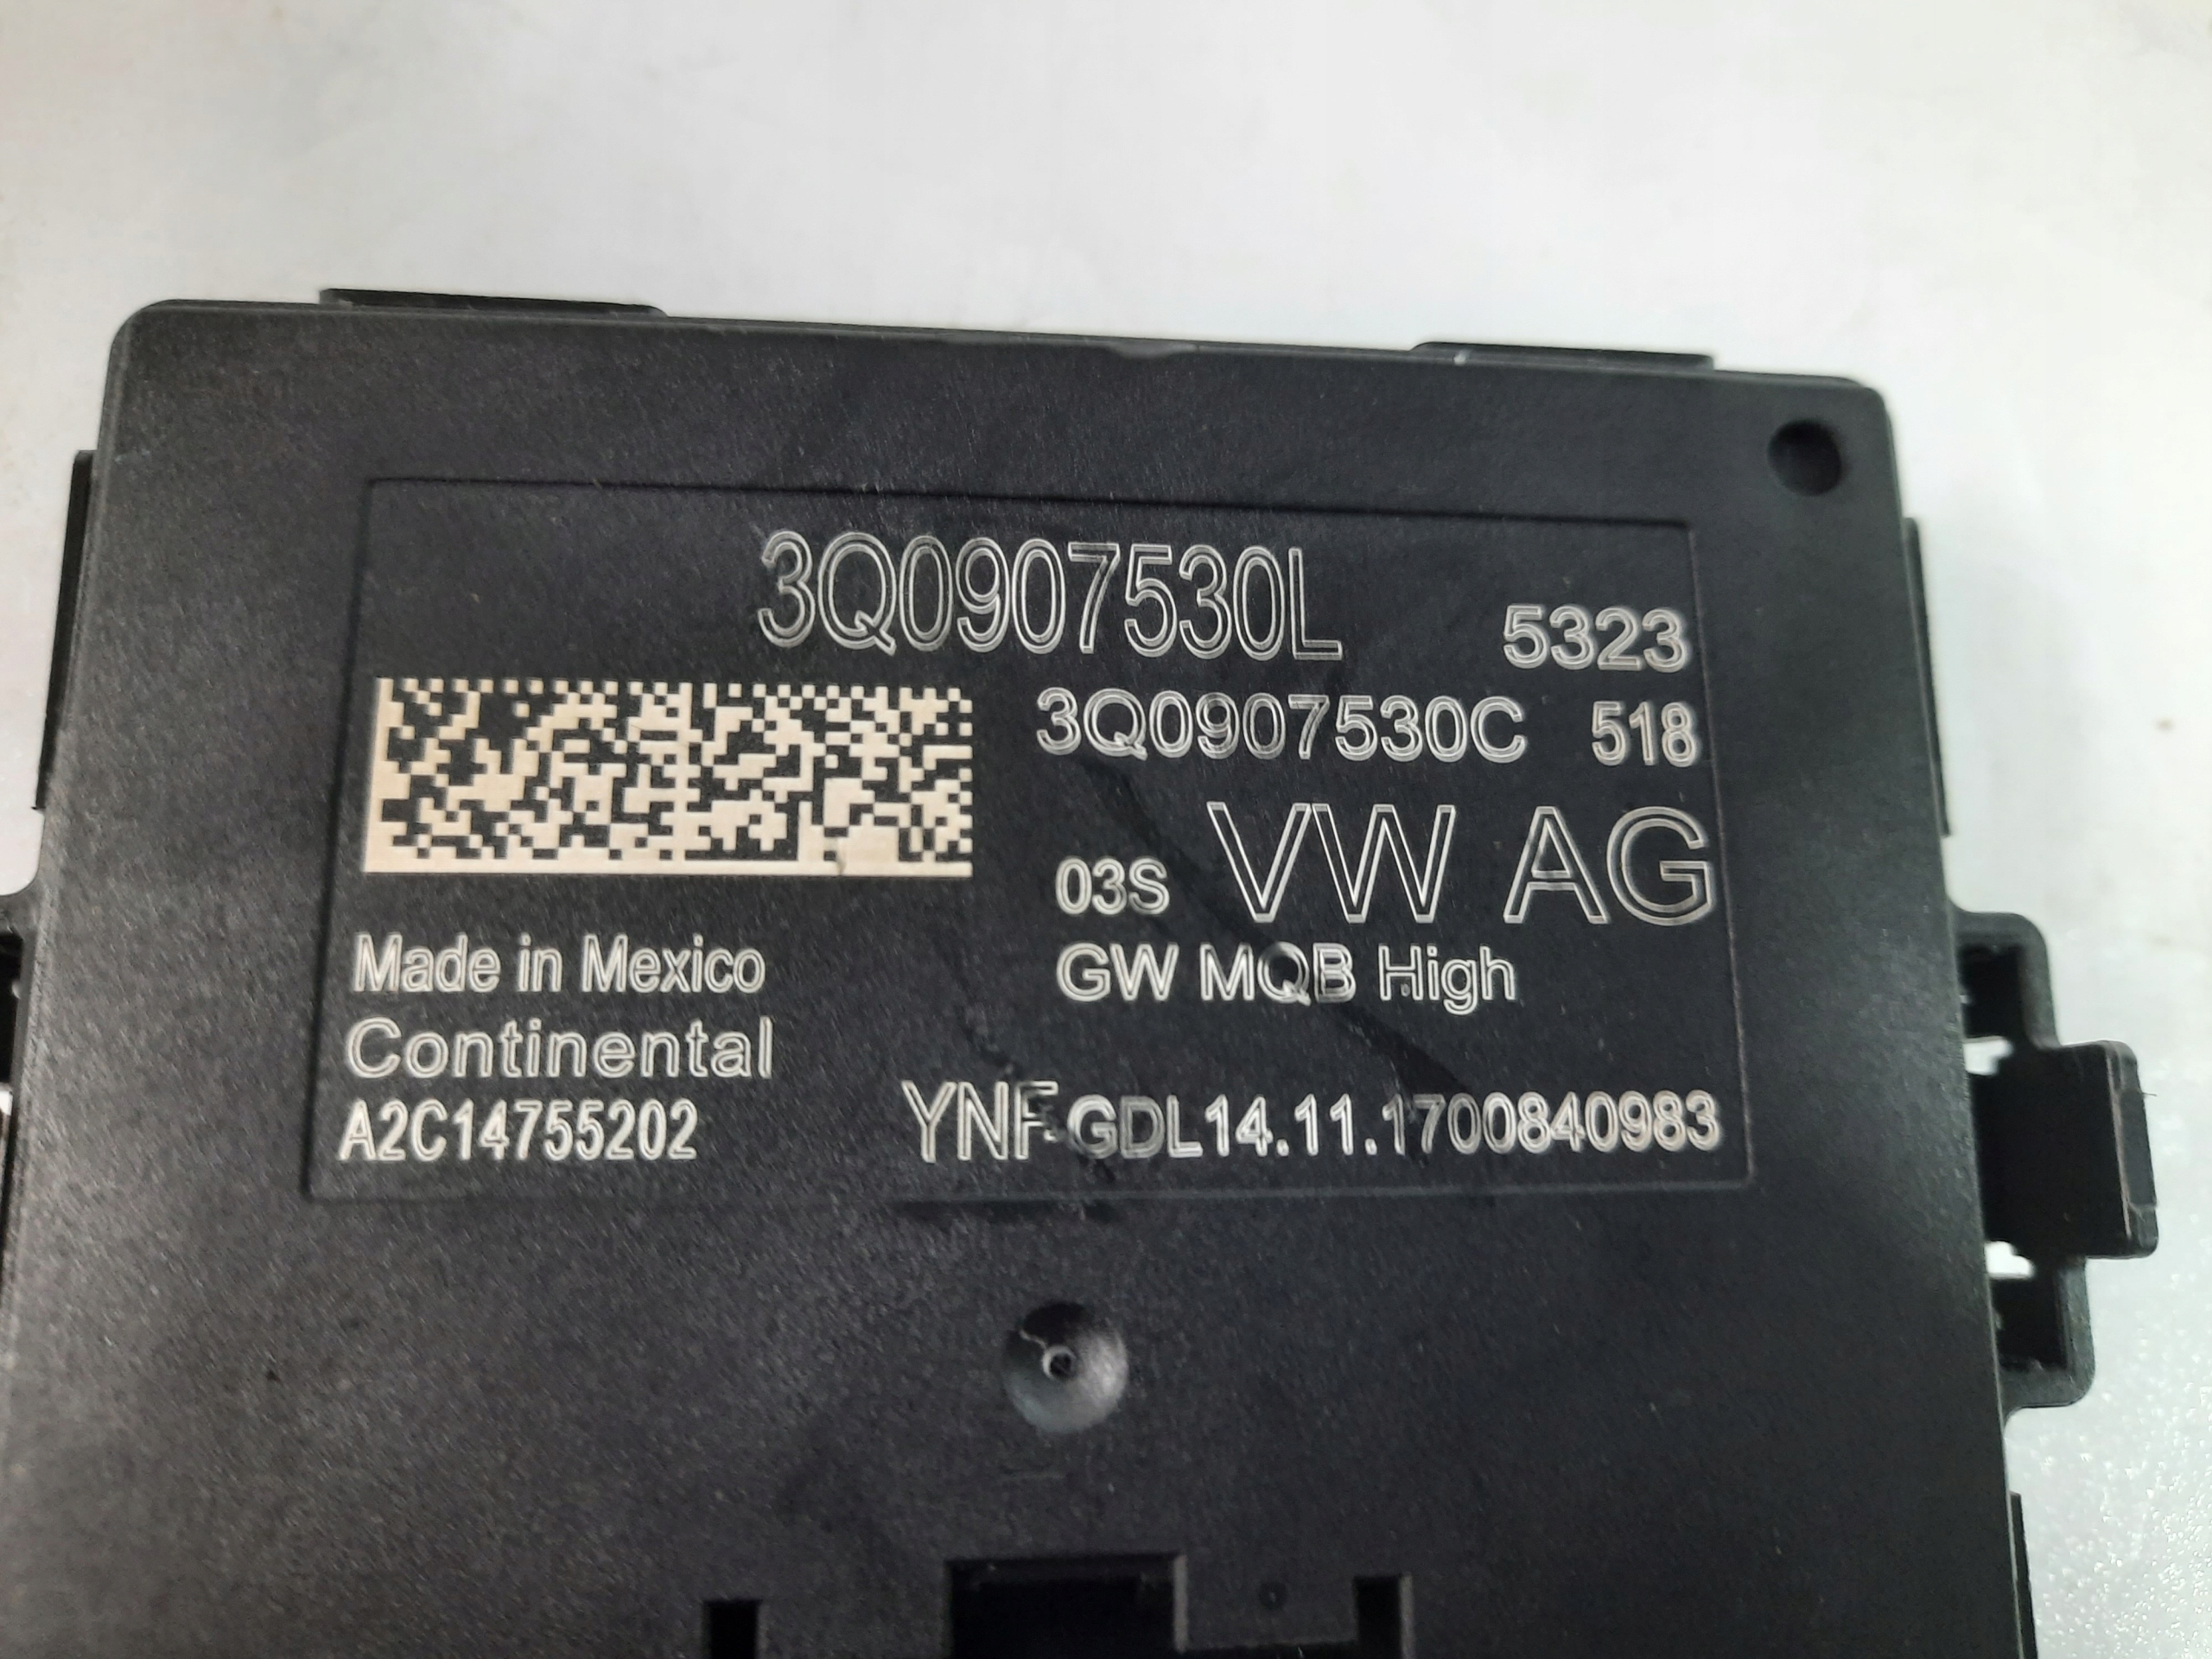 3Q0907530L 5323
3Q0907530C 518
03S VW AG
Made in Mexico GW MQB High
Continental
A2C14755202 YNF GDL14.11.1700840983